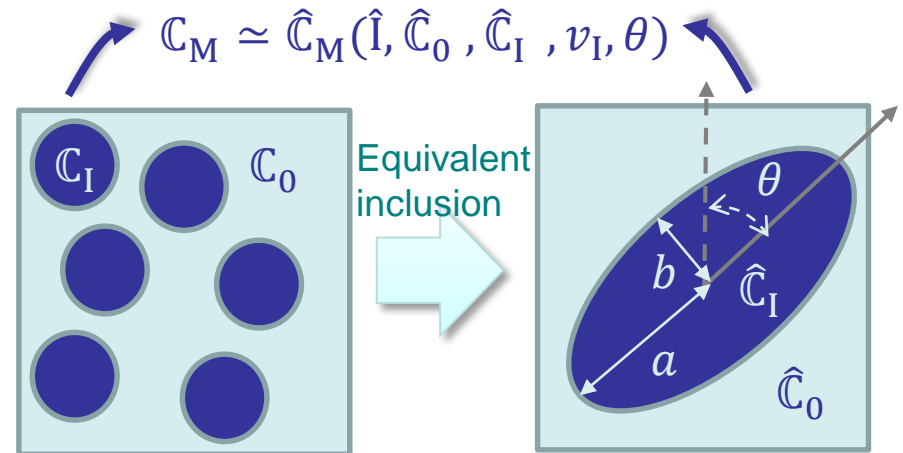 ℂ_M ≃ ℂ̂_M(Î, ℂ̂_0 , ℂ̂_I , v_I, θ)
ℂ_I
ℂ_0
Equivalent
inclusion
θ
b
ℂ̂_I
a
ℂ̂_0